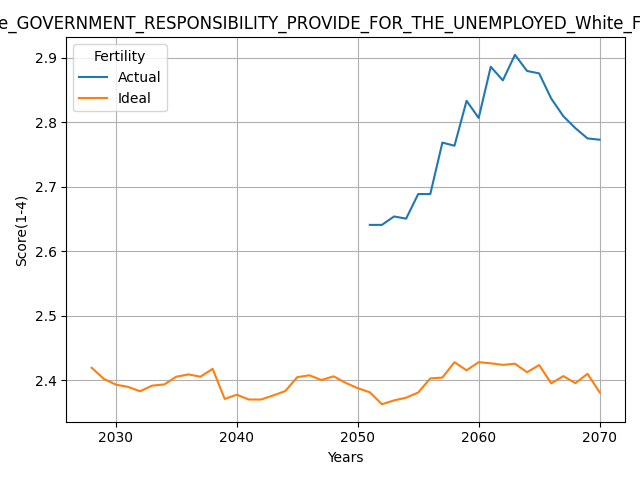 e_GOVERNMENT_RESPONSIBILITY_PROVIDE_FOR_THE_UNEMPLOYED_White_F
Fertility
Actual
Ideal
Score(1-4)
2.9
2.8
2.7
2.6
2.5
2.4
2030 2040 2050 2060 2070
Years